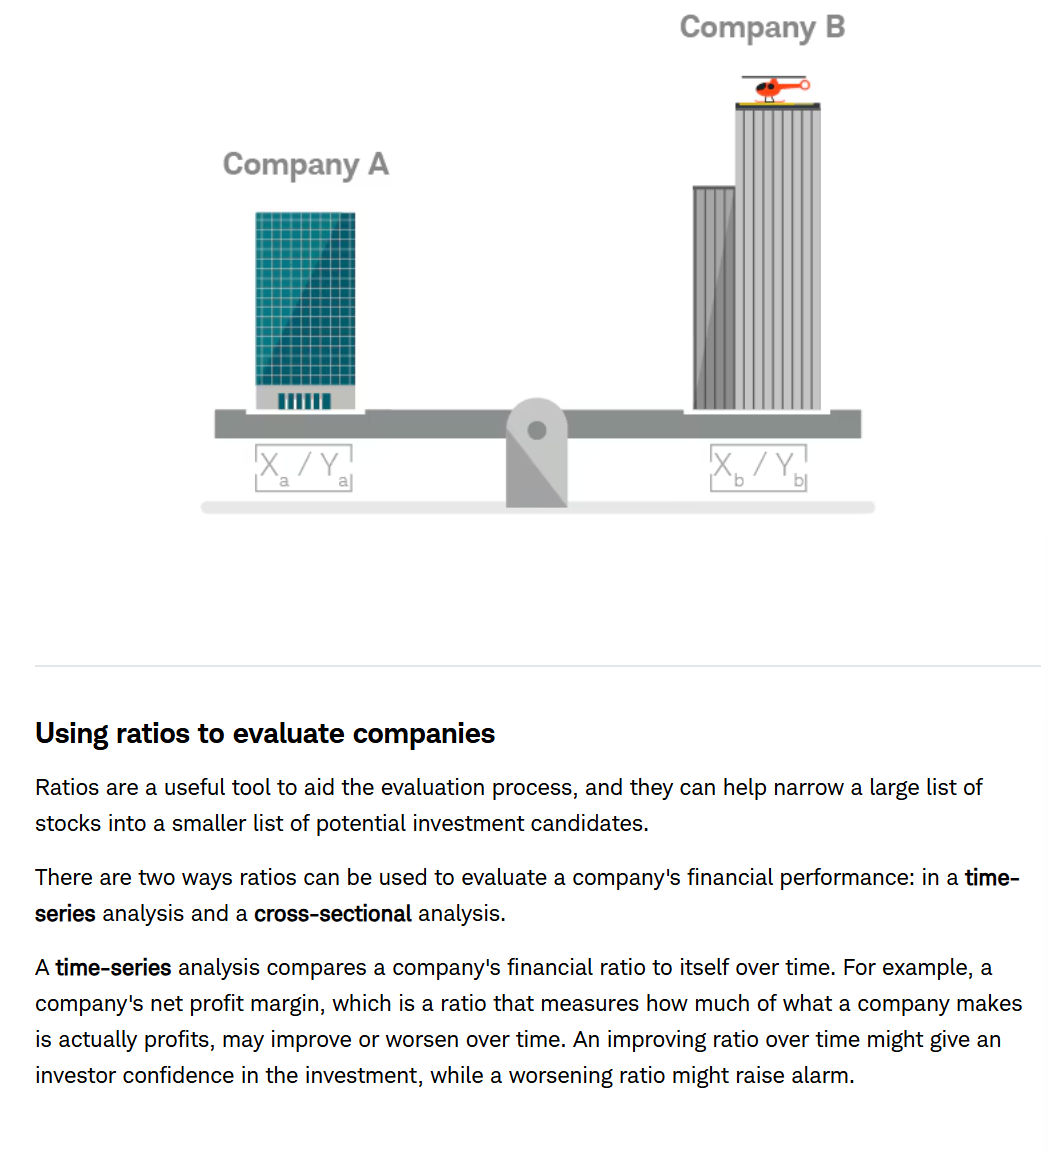 Company B
Company A
Xa / Ya
Xb / Yb
Using ratios to evaluate companies
Ratios are a useful tool to aid the evaluation process, and they can help narrow a large list of
stocks into a smaller list of potential investment candidates.
There are two ways ratios can be used to evaluate a company's financial performance: in a time-
series analysis and a cross-sectional analysis.
A time-series analysis compares a company's financial ratio to itself over time. For example, a
company's net profit margin, which is a ratio that measures how much of what a company makes
is actually profits, may improve or worsen over time. An improving ratio over time might give an
investor confidence in the investment, while a worsening ratio might raise alarm.